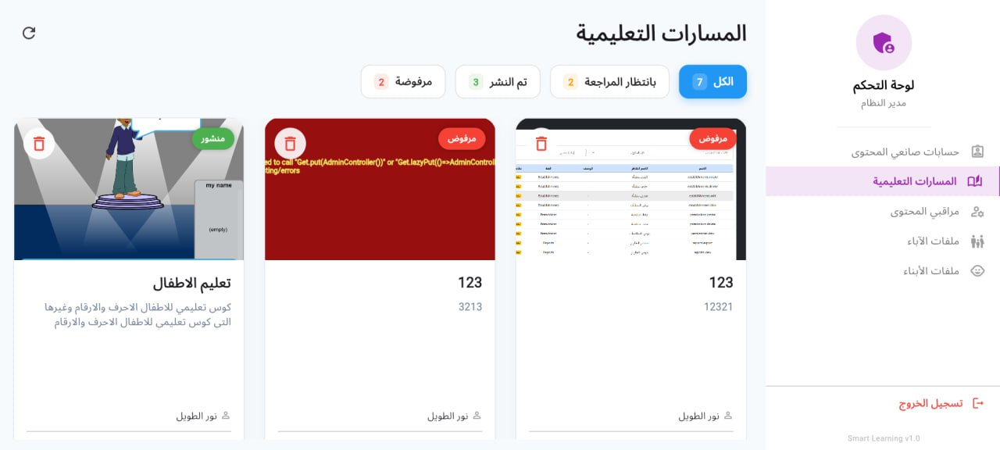 المسارات التعليمية
الكل 7
بانتظار المراجعة 2
تم النشر 3
مرفوضة 2
لوحة التحكم
مدير النظام
حسابات صانعي المحتوى
المسارات التعليمية
مراقبي المحتوى
ملفات الآباء
ملفات الأبناء
تسجيل الخروج
Smart Learning v1.0
مرفوض
123
12321
نور الطويل
مرفوض
ed to call "Get.put(AdminController())" or "Get.lazyPut(()=>AdminControl
sting/errors
123
3213
نور الطويل
منشور
my name
(empty)
تعليم الاطفال
كوس تعليمي للاطفال الاحرف والارقام وغيرها
التي كوس تعليمي للاطفال الاحرف والارقام
نور الطويل